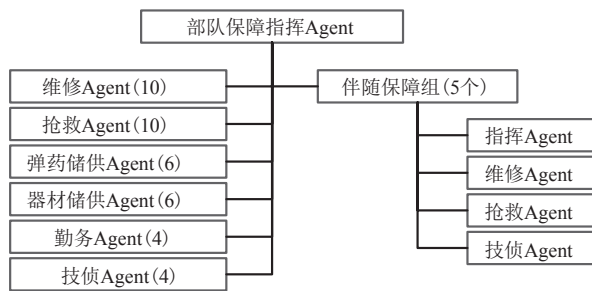 部队保障指挥Agent
维修Agent(10)
抢救Agent(10)
弹药储供Agent(6)
器材储供Agent(6)
勤务Agent(4)
技侦Agent(4)
伴随保障组(5个)
指挥Agent
维修Agent
抢救Agent
技侦Agent